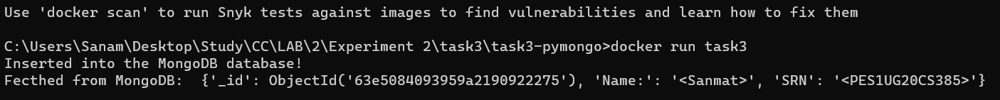 Use 'docker scan' to run Snyk tests against images to find vulnerabilities and learn how to fix them
C:\Users\Sanam\Desktop\Study\CC\LAB\2\Experiment 2\task3\task3-pymongo>docker run task3
Inserted into the MongoDB database!
Fecthed from MongoDB:  {'_id': ObjectId('63e5084093959a2190922275'), 'Name:': '<Sanmat>', 'SRN': '<PES1UG20CS385>'}